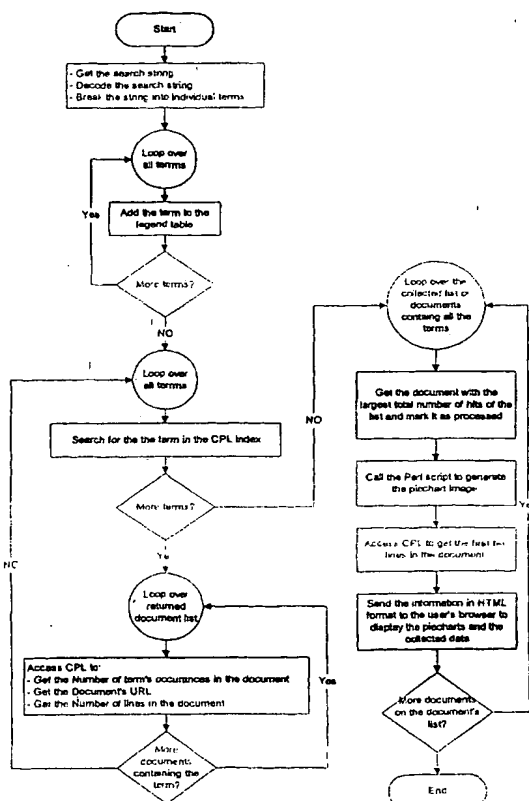 Start
- Get the search string
- Decode the search string
- Break the string into individual terms
Loop over
all terms
Yes
Add the term to the
legend table
More terms?
NO
Loop over
all terms
Search for the the term in the CPL Index
More terms?
NO
Ye
NO
Loop over
returned
document list
Access CPL to:
- Get the Number of term's occurances in the document
- Get the Document's URL
- Get the Number of lines in the document
Yes
More
documents
containing the
term?
Loop over the
collected list of
documents
containg all the
terms
Get the document with the
largest total number of hits of the
list and mark it as processed
Call the Perl script to generate
the piechart image
Access CPL to get the first
lines in the document
Send the information in HTML
format to the user's browser to
display the piecharts and the
collected data
More documents
on the document's
list?
End